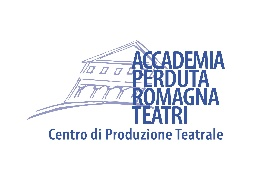 ACCADEMIA
PERDUTA
ROMAGNA
TEATRI
Centro di Produzione Teatrale